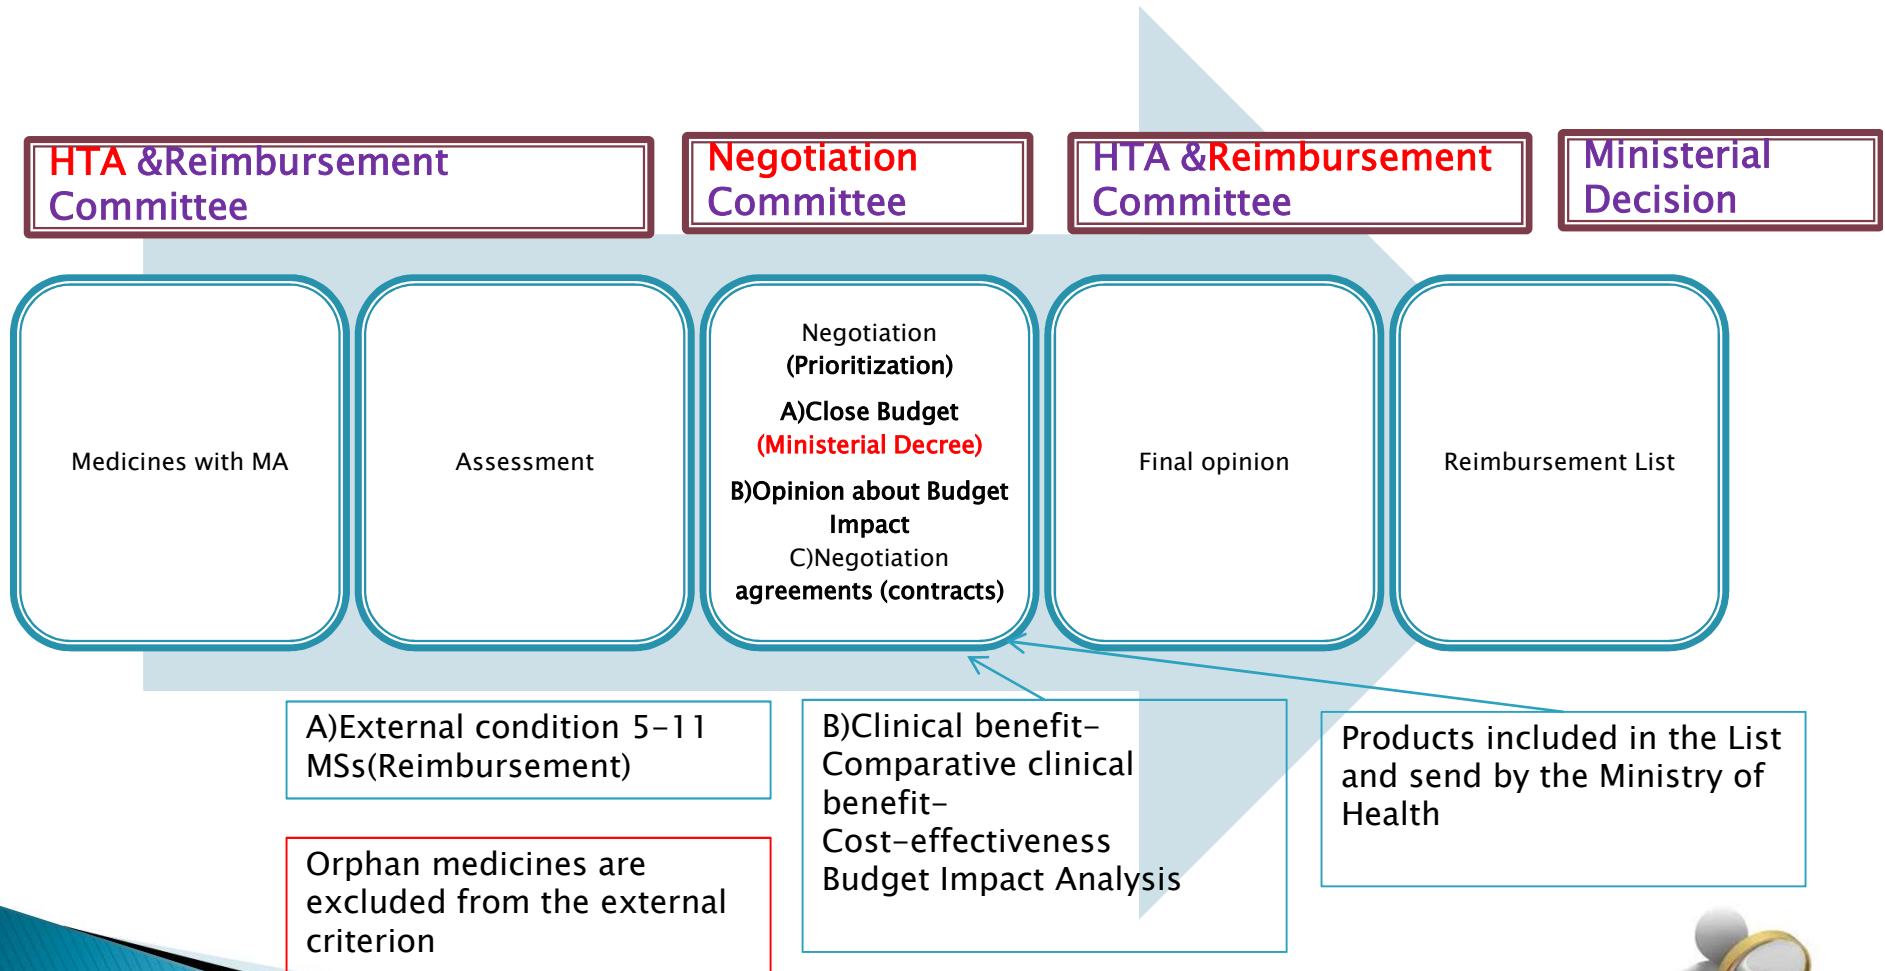 HTA &Reimbursement
Committee
Negotiation
Committee
HTA &Reimbursement
Committee
Ministerial
Decision
Medicines with MA
Assessment
Negotiation
(Prioritization)
A)Close Budget
(Ministerial Decree)
B)Opinion about Budget
Impact
C)Negotiation
agreements (contracts)
Final opinion
Reimbursement List
A)External condition 5-11
MSs(Reimbursement)
Orphan medicines are
excluded from the external
criterion
B)Clinical benefit-
Comparative clinical
benefit-
Cost-effectiveness
Budget Impact Analysis
Products included in the List
and send by the Ministry of
Health